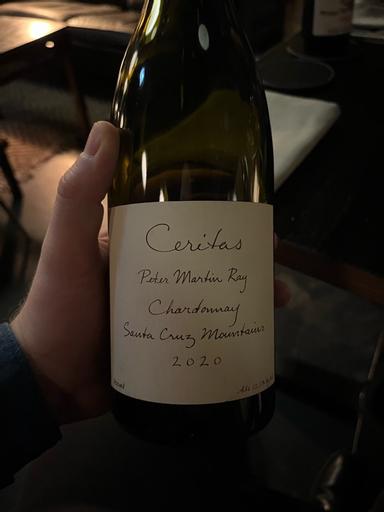 Ceritas
Peter Martin Ray
Chardonnay
Santa Cruz Mountains
2020